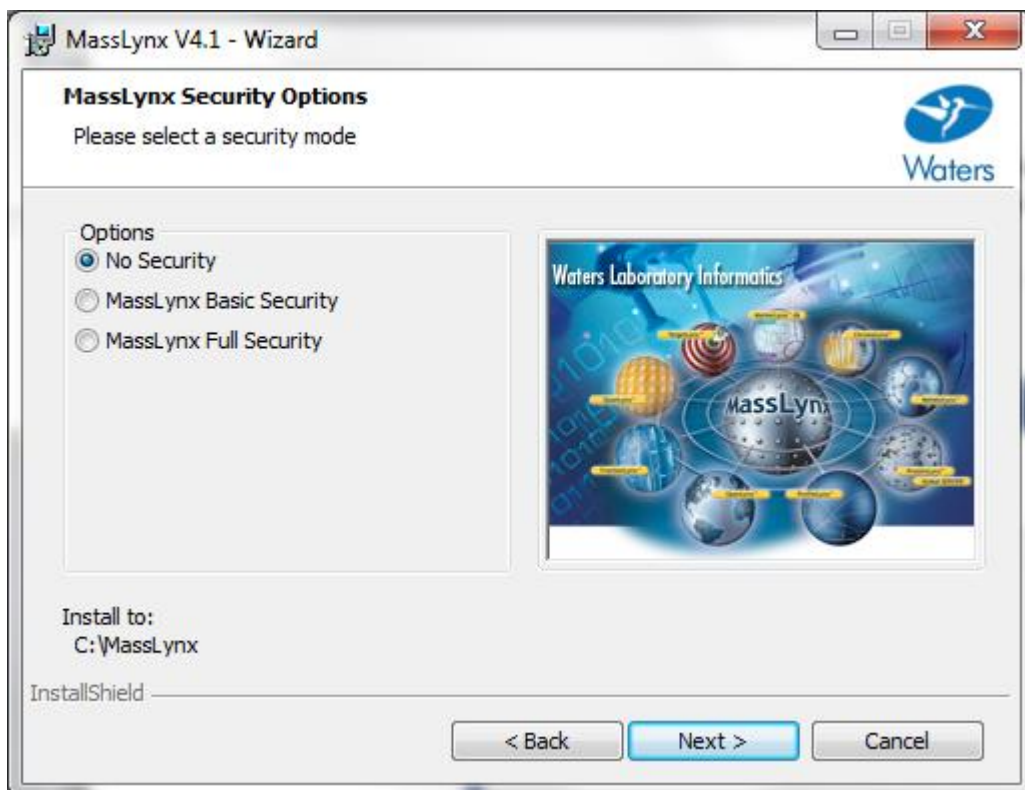 MassLynx V4.1 - Wizard
MassLynx Security Options
Please select a security mode
Waters
Options
No Security
MassLynx Basic Security
MassLynx Full Security
Waters Laboratory Informatics
MassLynx
Install to:
C:\MassLynx
InstallShield
< Back
Next >
Cancel